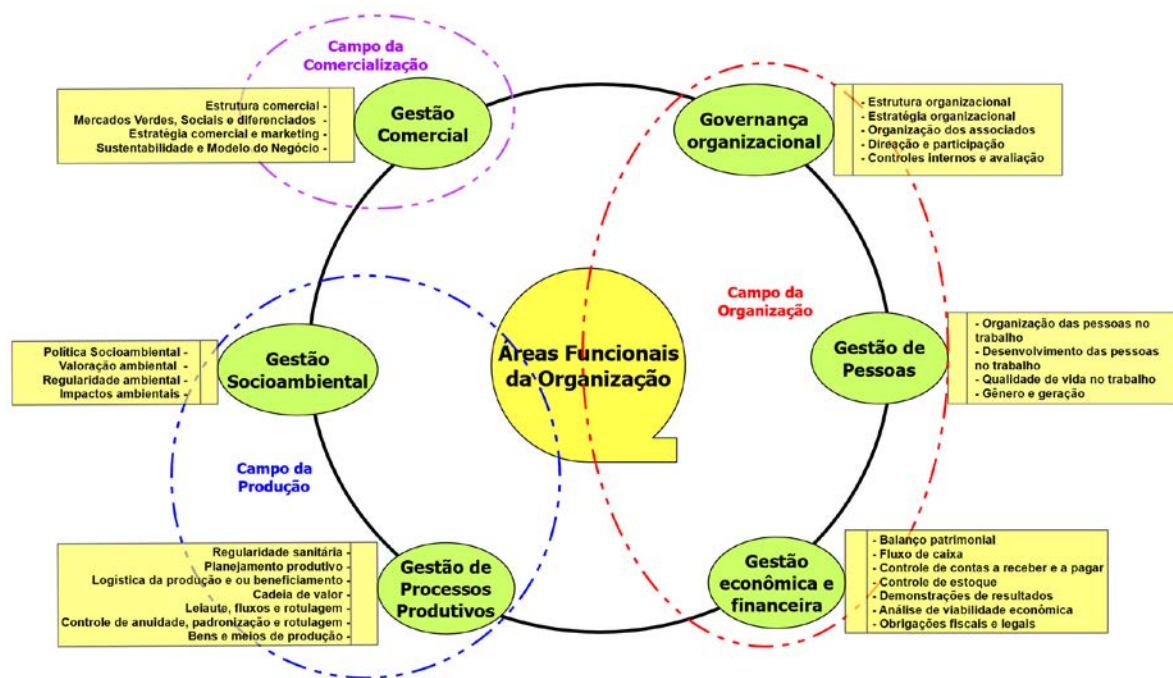 Campo da
Comercialização
Estrutura comercial -
Mercados Verdes, Sociais e diferenciados -
Estratégia comercial e marketing -
Sustentabilidade e Modelo do Negócio -
Gestão
Comercial
Governança
organizacional
- Estrutura organizacional
- Estratégia organizacional
- Organização dos associados
- Direção e participação
- Controles internos e avaliação
Campo da
Organização
Áreas Funcionais
da Organização
Política Socioambiental -
Valoração ambiental -
Regularidade ambiental -
Impactos ambientais -
Gestão
Socioambiental
Gestão de
Pessoas
- Organização das pessoas no
trabalho
- Desenvolvimento das pessoas
no trabalho
- Qualidade de vida no trabalho
- Gênero e geração
Campo da
Produção
Regularidade sanitária -
Planejamento produtivo -
Logística da produção e ou beneficiamento -
Cadeia de valor -
Leiaute, fluxos e rotulagem -
Controle de anuidade, padronização e rotulagem -
Bens e meios de produção -
Gestão de
Processos
Produtivos
Gestão
econômica e
financeira
- Balanço patrimonial
- Fluxo de caixa
- Controle de contas a receber e a pagar
- Controle de estoque
- Demonstrações de resultados
- Análise de viabilidade econômica
- Obrigações fiscais e legais